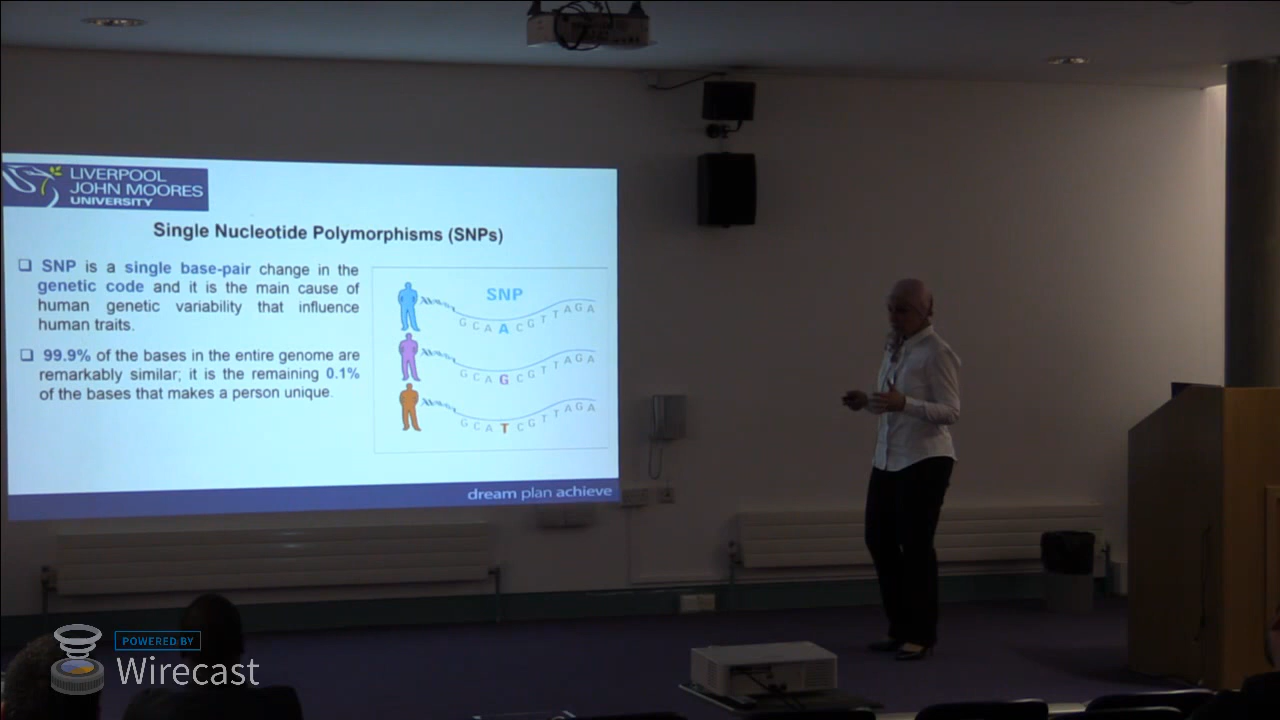 LIVERPOOL
JOHN MOORES
UNIVERSITY
Single Nucleotide Polymorphisms (SNPs)
SNP is a single base-pair change in the
genetic code and it is the main cause of
human genetic variability that influence
human traits.
99.9% of the bases in the entire genome are
remarkably similar; it is the remaining 0.1%
of the bases that makes a person unique.
SNP
G C A A C G T T A G A
G C A G C G T T A G A
G C A T C G T T A G A
dream plan achieve
POWERED BY
Wirecast